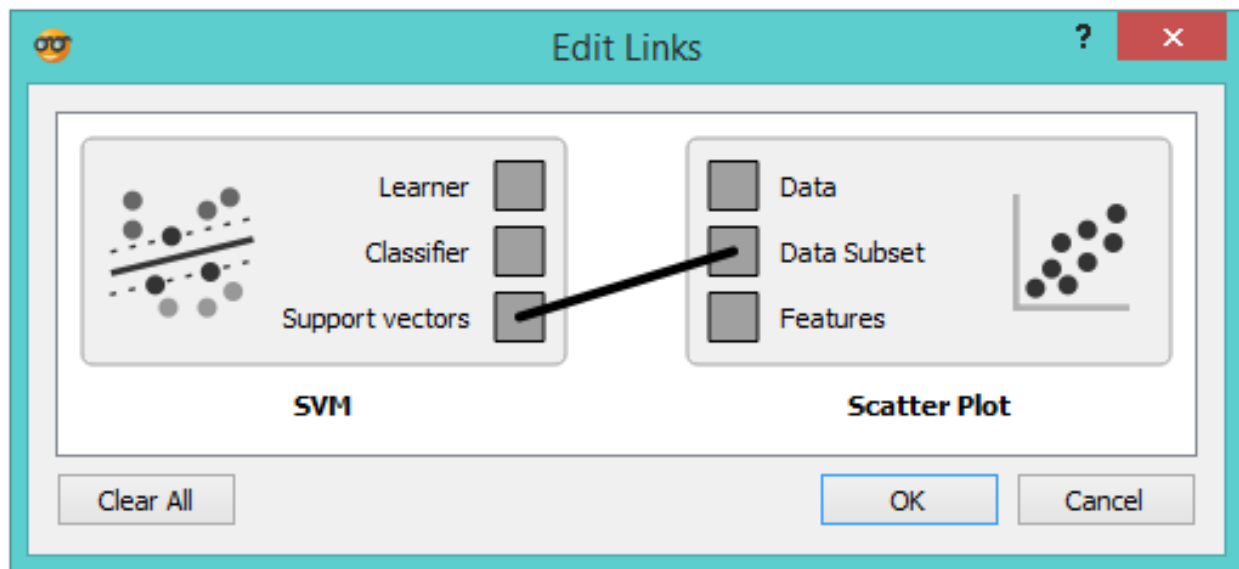 Edit Links
?
Learner
Classifier
Support vectors
SVM
Data
Data Subset
Features
Scatter Plot
Clear All
OK
Cancel